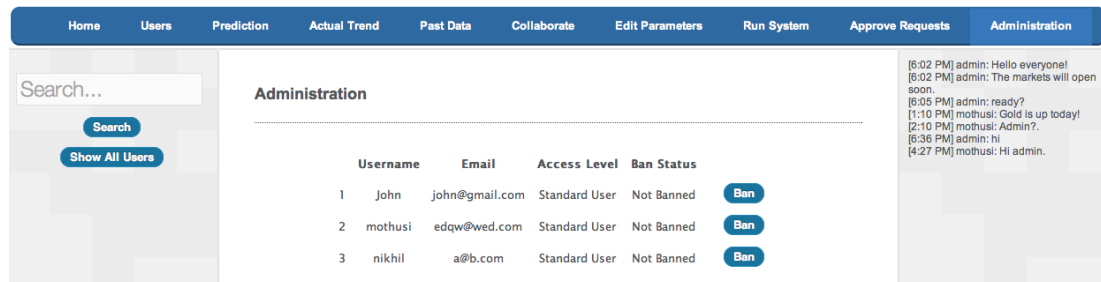 Home Users Prediction Actual Trend Past Data Collaborate Edit Parameters Run System Approve Requests Administration
Search...
Search
Show All Users
Administration
Username Email Access Level Ban Status
1 John john@gmail.com Standard User Not Banned Ban
2 mothusi edqw@wed.com Standard User Not Banned Ban
3 nikhil a@b.com Standard User Not Banned Ban
[6:02 PM] admin: Hello everyone!
[6:02 PM] admin: The markets will open
soon.
[6:05 PM] admin: ready?
[1:10 PM] mothusi: Gold is up today!
[2:10 PM] mothusi: Admin?.
[6:36 PM] admin: hi
[4:27 PM] mothusi: Hi admin.